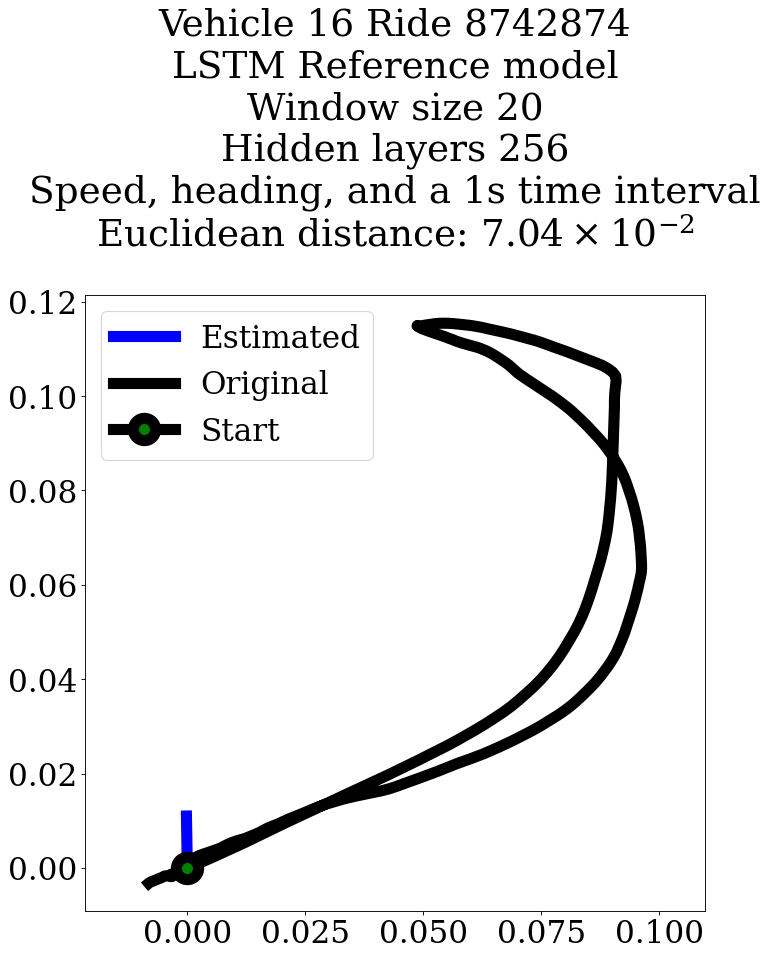 Vehicle 16 Ride 8742874
LSTM Reference model
Window size 20
Hidden layers 256
Speed, heading, and a 1s time interval
Euclidean distance: 7.04 × 10⁻²
0.12
Estimated
Original
Start
0.10
0.08
0.06
0.04
0.02
0.00
0.000 0.025 0.050 0.075 0.100